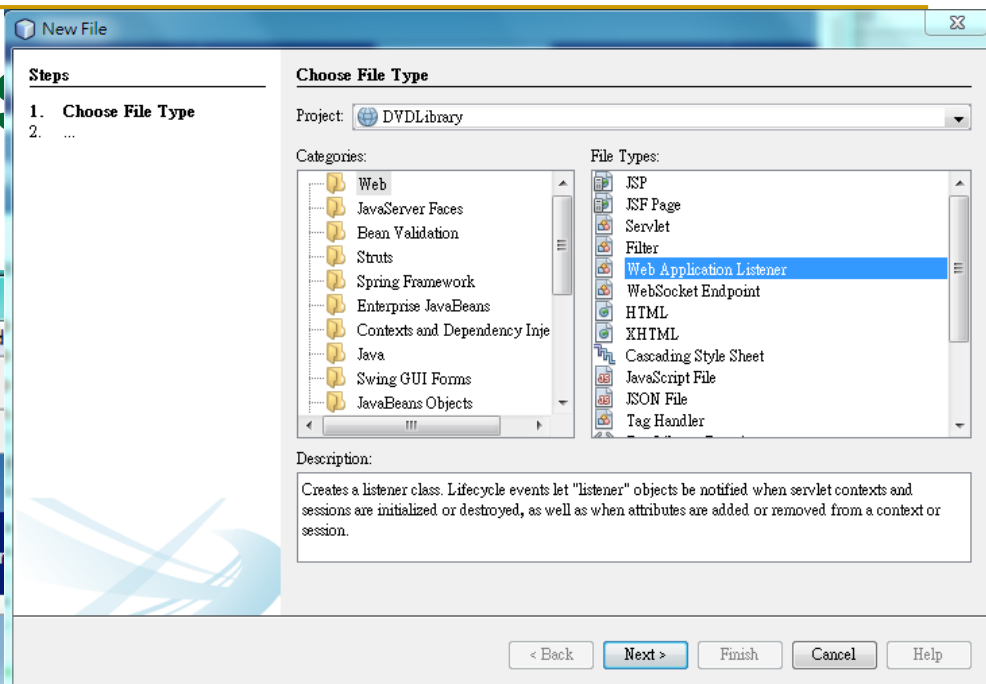 New File
Steps
1. Choose File Type
2. ...
Choose File Type
Project: DVDLibrary
Categories:
Web
JavaServer Faces
Bean Validation
Struts
Spring Framework
Enterprise JavaBeans
Contexts and Dependency Inje
Java
Swing GUI Forms
JavaBeans Objects
File Types:
JSP
JSF Page
Servlet
Filter
Web Application Listener
WebSocket Endpoint
HTML
XHTML
Cascading Style Sheet
JavaScript File
JSON File
Tag Handler
Description:
Creates a listener class. Lifecycle events let "listener" objects be notified when servlet contexts and
sessions are initialized or destroyed, as well as when attributes are added or removed from a context or
session.
< Back Next > Finish Cancel Help